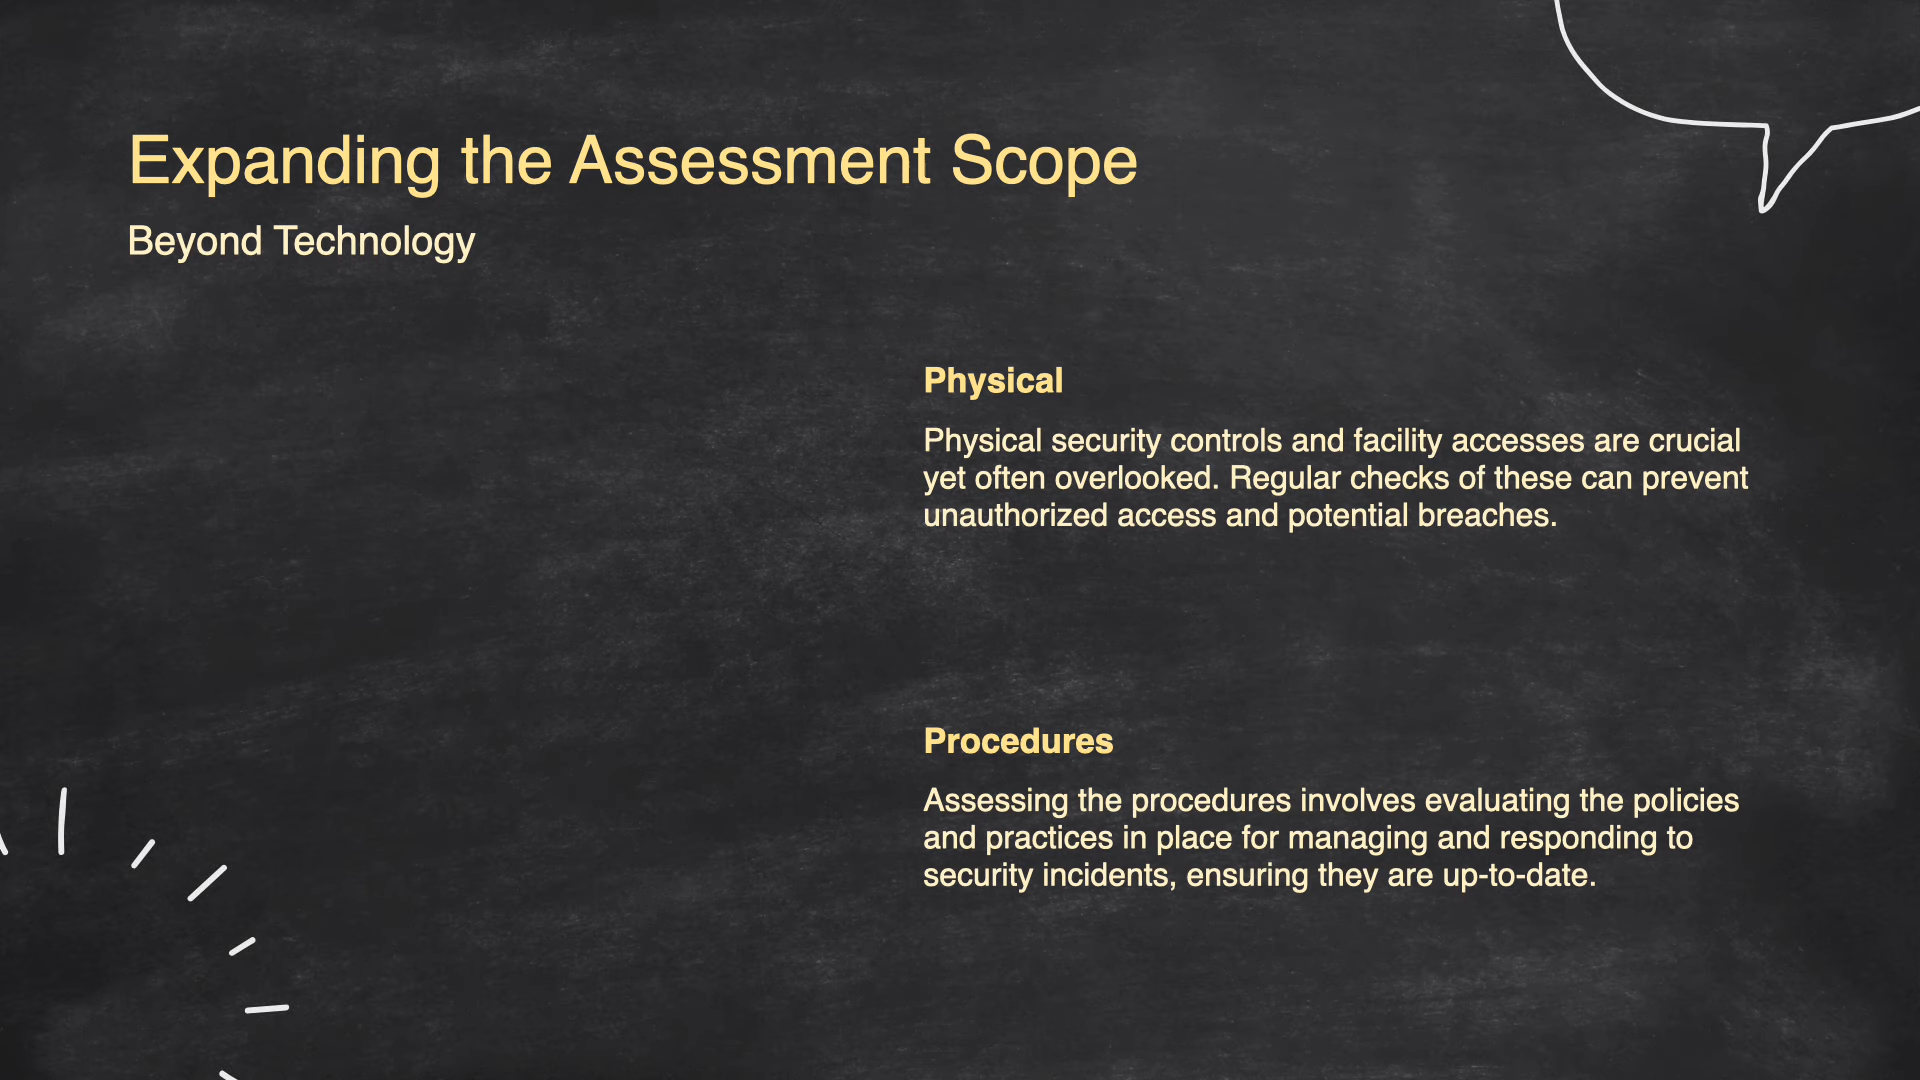 Expanding the Assessment Scope
Beyond Technology
Physical
Physical security controls and facility accesses are crucial
yet often overlooked. Regular checks of these can prevent
unauthorized access and potential breaches.
Procedures
Assessing the procedures involves evaluating the policies
and practices in place for managing and responding to
security incidents, ensuring they are up-to-date.